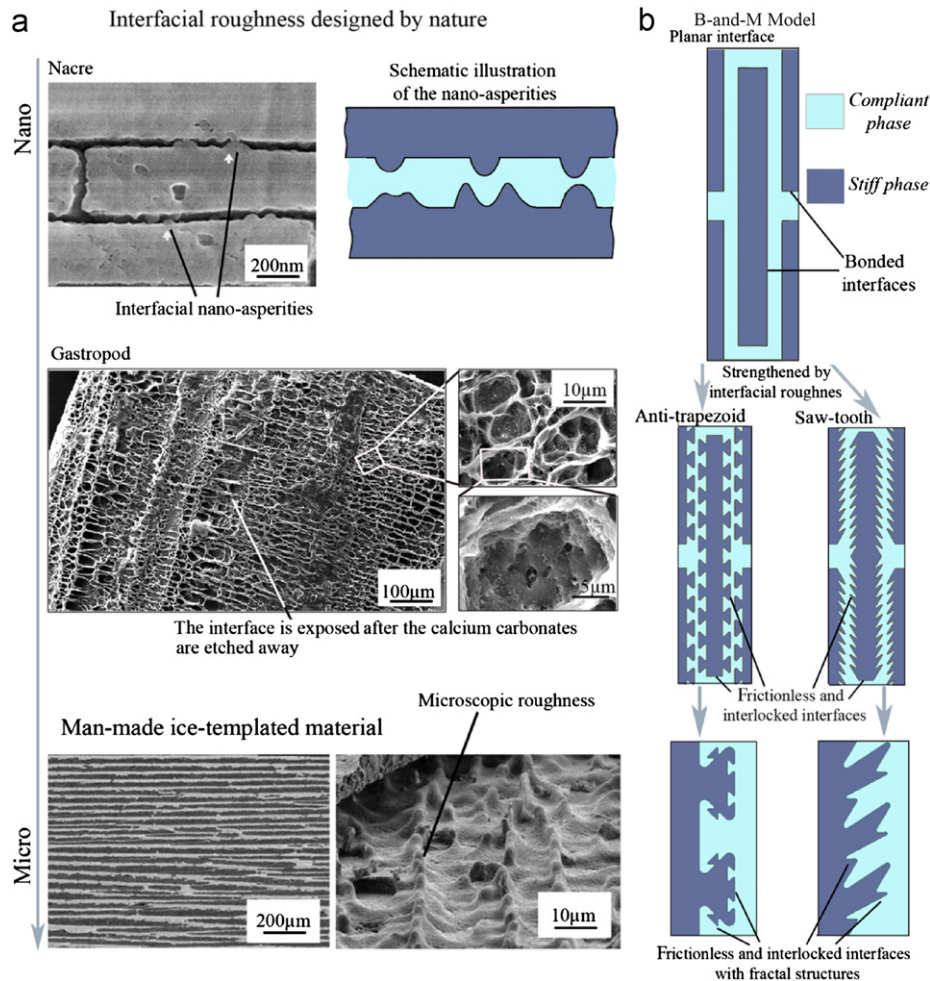 a
Interfacial roughness designed by nature
Nano
Nacre
200nm
Interfacial nano-asperities
Schematic illustration
of the nano-asperities
Gastropod
100μm
10μm
5μm
The interface is exposed after the calcium carbonates
are etched away
Man-made ice-templated material
Microscopic roughness
Micro
200μm
10μm
b
B-and-M Model
Planar interface
Compliant
phase
Stiff phase
Bonded
interfaces
Strengthened by
interfacial roughnes
Anti-trapezoid
Saw-tooth
Frictionless and
interlocked interfaces
Frictionless and interlocked interfaces
with fractal structures